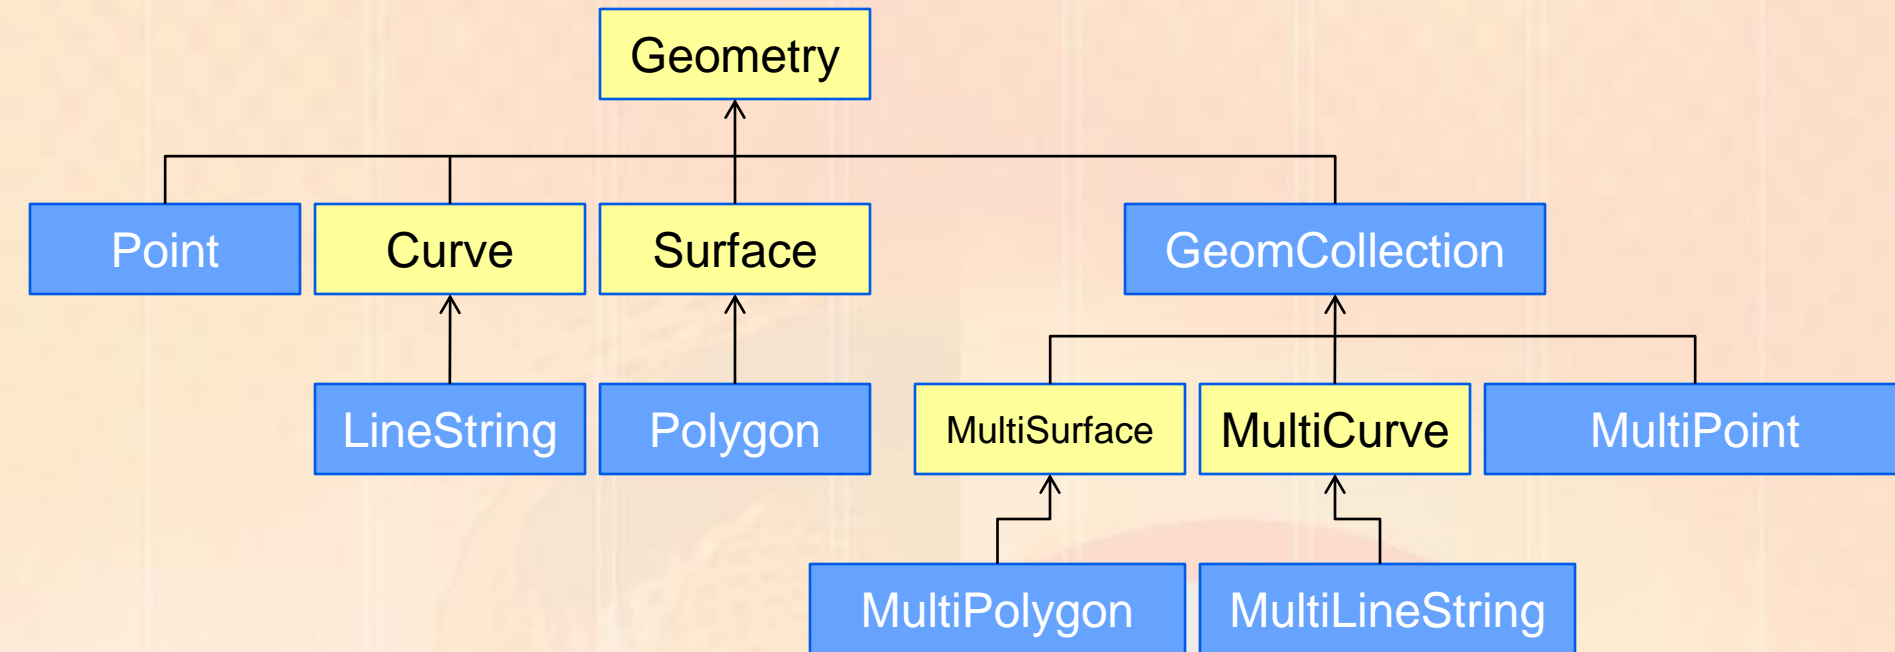 Geometry
Point
Curve
Surface
GeomCollection
LineString
Polygon
MultiSurface
MultiCurve
MultiPoint
MultiPolygon
MultiLineString